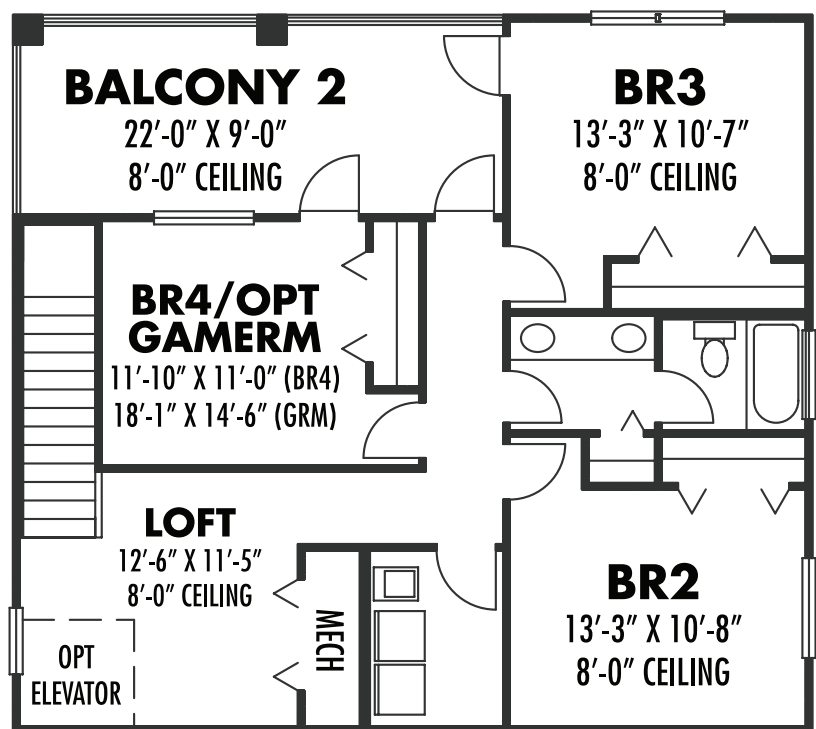 BALCONY 2
22′-0″ X 9′-0″
8′-0″ CEILING
BR3
13′-3″ X 10′-7″
8′-0″ CEILING
BR4/OPT
GAMERM
11′-10″ X 11′-0″ (BR4)
18′-1″ X 14′-6″ (GRM)
LOFT
12′-6″ X 11′-5″
8′-0″ CEILING
MECH
OPT
ELEVATOR
BR2
13′-3″ X 10′-8″
8′-0″ CEILING